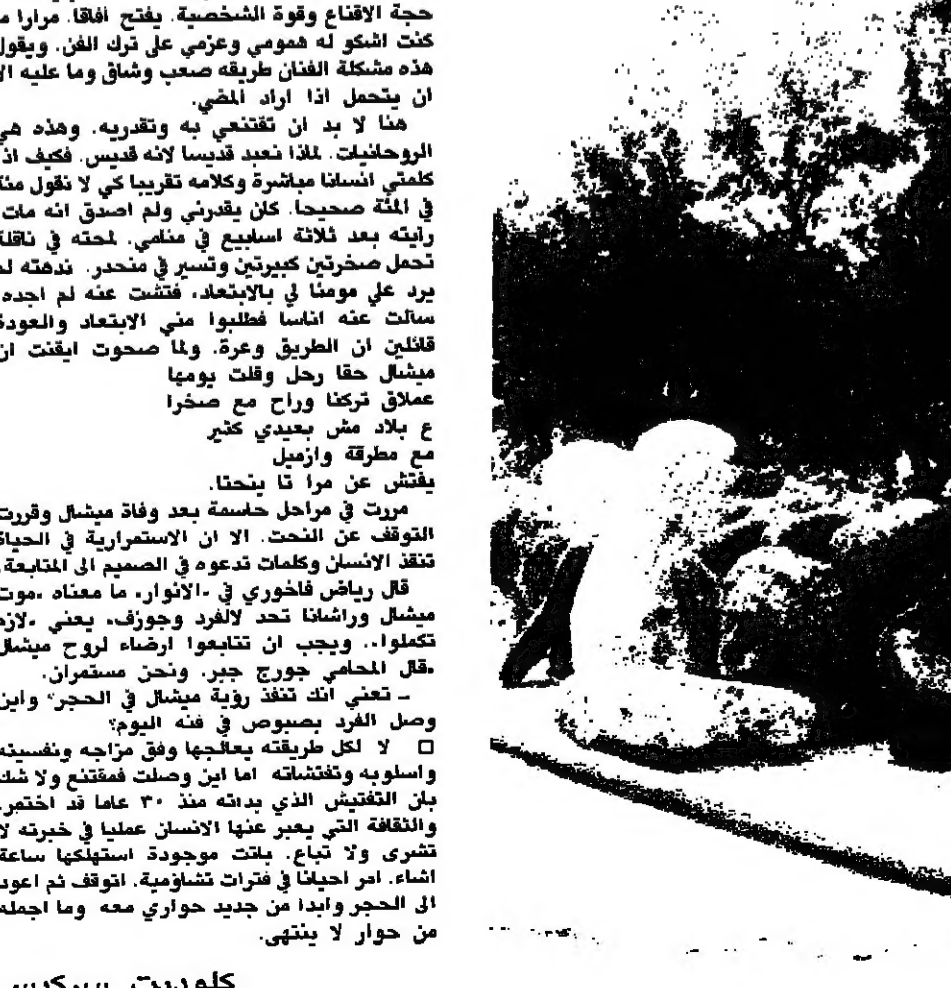 حجة الاقناع وقوة الشخصية. يفتح آفاقا. مرارا ما
كنت اشكو له همومي وعزمي على ترك الفن. ويقول
هذه مشكلة الفنان طريقه صعب وشاق وما عليه الا
ان يتحمل اذا اراد المضي.
هنا لا بد ان تقتنعي به وتقدريه. وهذه هي
الروحانيات. لماذا نعبد قديسا لانه قديس. فكيف اذا
كلمتي انسانا مباشرة وكلامه تقريبا كي لا نقول مئة
في المئة صحيحا. كان يقدرني ولم اصدق انه مات.
رايته بعد ثلاثة اسابيع في منامي. لمحته في ناقلة
تحمل صخرتين كبيرتين وتسير في منحدر. ندهته لم
يرد علي مومئا لي بالابتعاد، فتشت عنه لم اجده.
سالت عنه اناسا فطلبوا مني الابتعاد والعودة
قائلين ان الطريق وعرة. ولما صحوت ايقنت ان
ميشال حقا رحل وقلت يومها
عملاق تركنا وراح مع صخرا
ع بلاد مش بعيدي كتير
مع مطرقة وازميل
يفتش عن مرا تا ينحتا.
مررت في مراحل حاسمة بعد وفاة ميشال وقررت
التوقف عن النحت. الا ان الاستمرارية في الحياة
تنقذ الانسان وكلمات تدعوه في الصميم الى المتابعة.
قال رياض فاخوري في «الانوار» ما معناه «موت
ميشال وراشانا تحد لالفرد وجوزف» يعني «لازم
تكملوا». ويجب ان تتابعوا ارضاء لروح ميشال
«قال المحامي جورج جبر. ونحن مستمران.
ـ تعني انك تنفذ رؤية ميشال في الحجر؟ واين
وصل الفرد بصبوص في فنه اليوم؟
□ لا لكل طريقته يعالجها وفق مزاجه ونفسيته
واسلوبه وتفتشاته اما اين وصلت فمقتنع ولا شك
بان التفتيش الذي بداته منذ ٣٠ عاما قد اختمر.
والثقافة التي يعبر عنها الانسان عمليا في خبرته لا
تشرى ولا تباع. باتت موجودة استهلكها ساعة
اشاء. امر احيانا في فترات تشاؤمية. اتوقف ثم اعود
الى الحجر وابدا من جديد حواري معه وما اجمله
من حوار لا ينتهي.
كلوديت سركيس